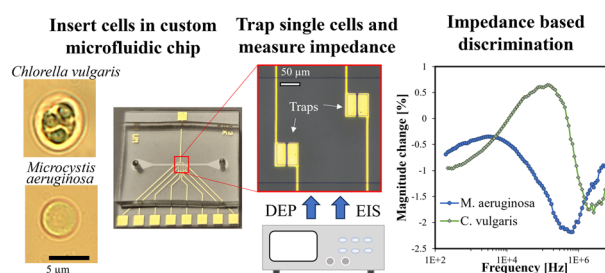 Insert cells in custom
microfluidic chip
Chlorella vulgaris
Microcystis
aeruginosa
5 µm
Trap single cells and
measure impedance
50 µm
Traps
DEP
EIS
Impedance based
discrimination
Magnitude change [%]
1
0.5
0
-0.5
-1
-1.5
-2
-2.5
M. aeruginosa
C. vulgaris
1E+2
1E+4
1E+6
Frequency [Hz]